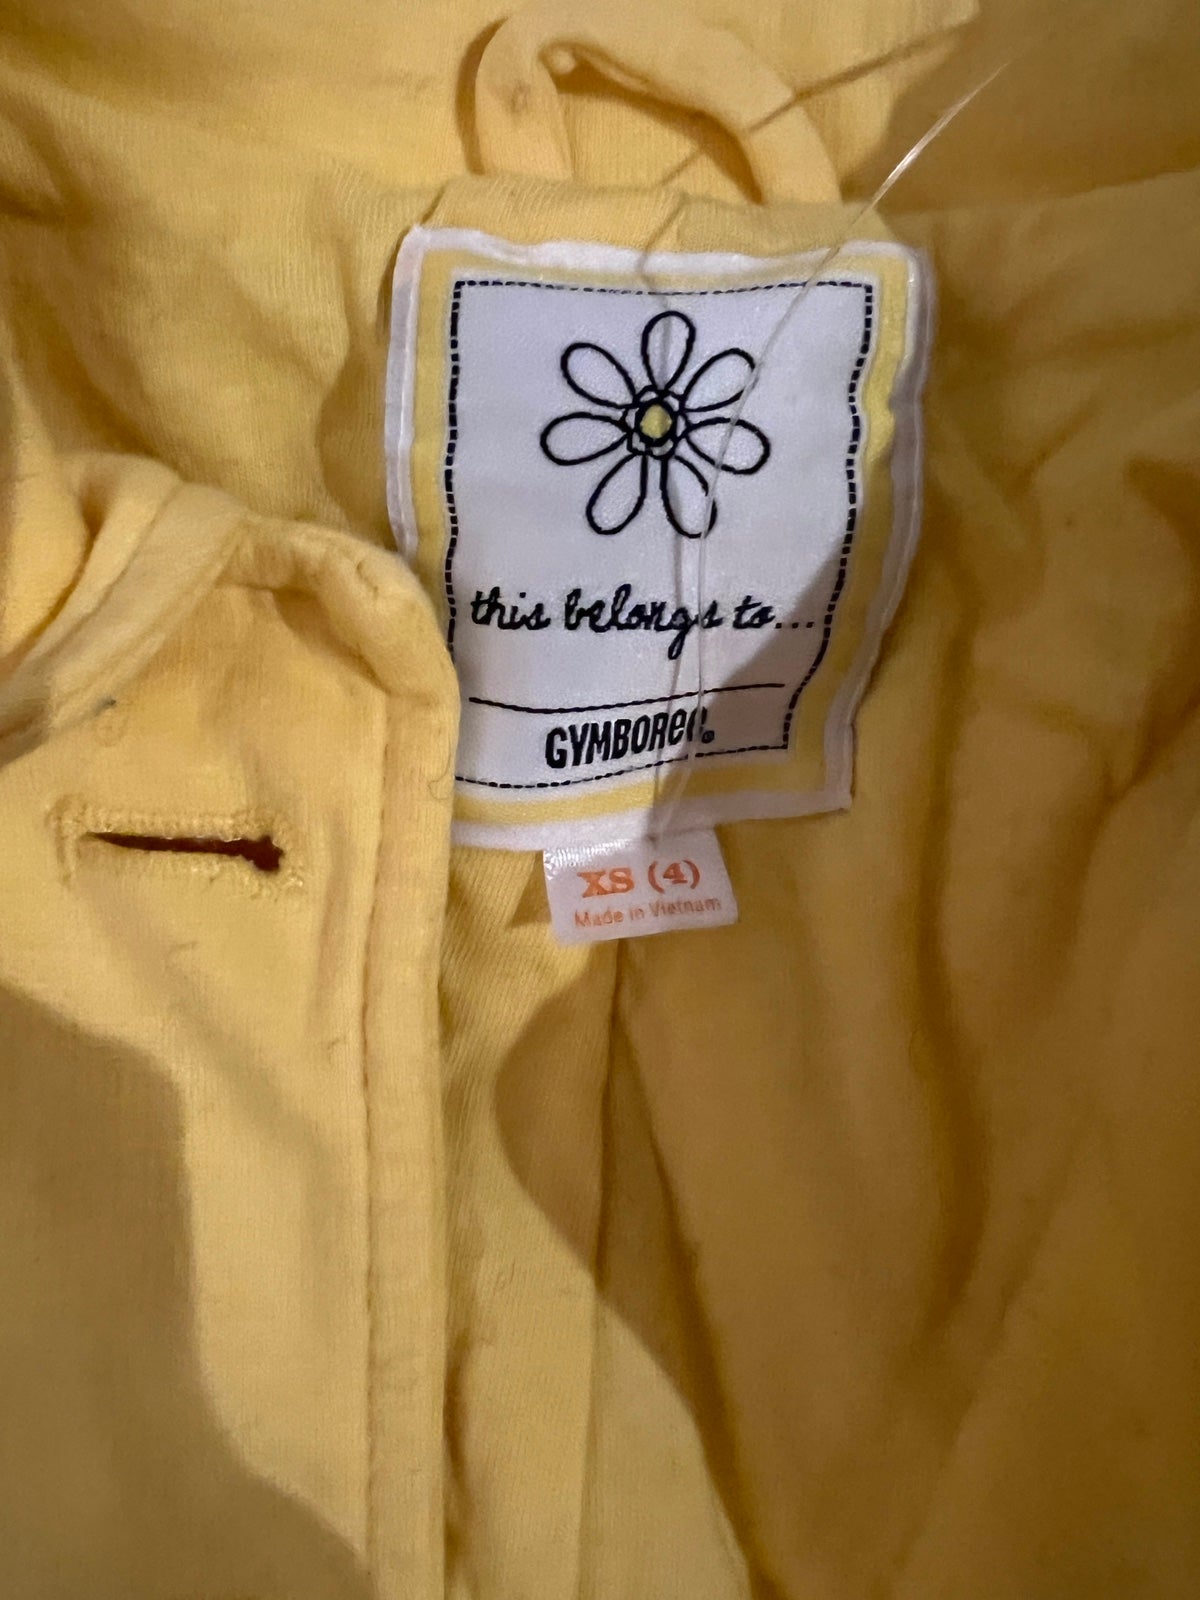 this belongs to...
GYMBOREE®
XS (4)
Made in Vietnam